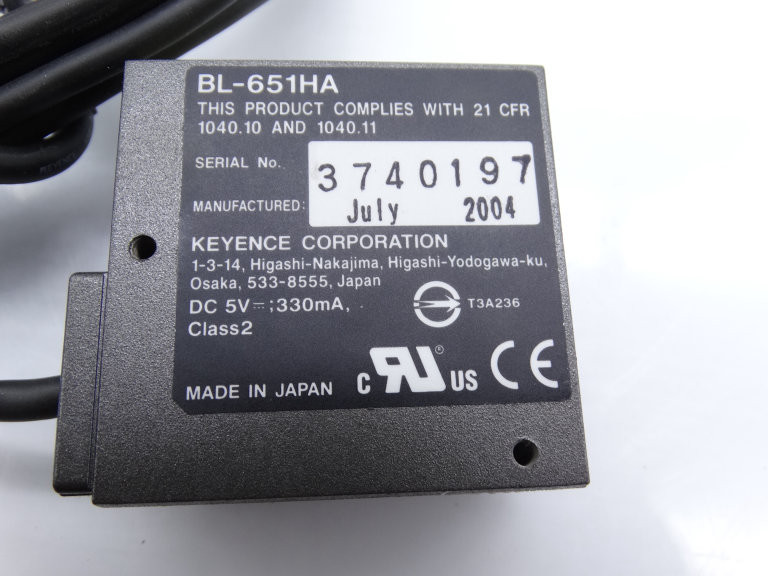 BL-651HA
THIS PRODUCT COMPLIES WITH 21 CFR
1040.10 AND 1040.11
SERIAL No. 3740197
MANUFACTURED: July 2004
KEYENCE CORPORATION
1-3-14, Higashi-Nakajima, Higashi-Yodogawa-ku,
Osaka, 533-8555, Japan
DC 5V⎓;330mA,
Class2
T3A236
MADE IN JAPAN
C RU® US CE